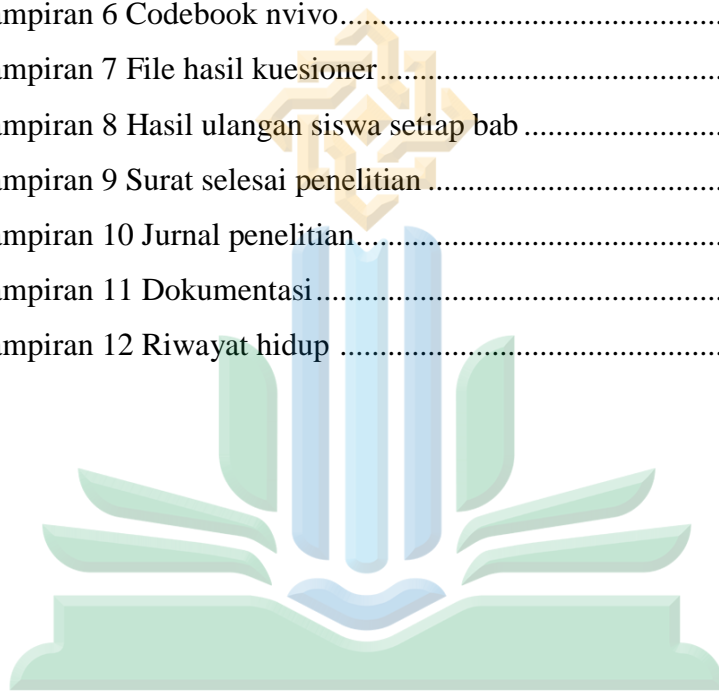 ampiran 6 Codebook nvivo........................................................
ampiran 7 File hasil kuesioner..................................................
ampiran 8 Hasil ulangan siswa setiap bab ................................
ampiran 9 Surat selesai penelitian ............................................
ampiran 10 Jurnal penelitian.....................................................
ampiran 11 Dokumentasi...........................................................
ampiran 12 Riwayat hidup ........................................................